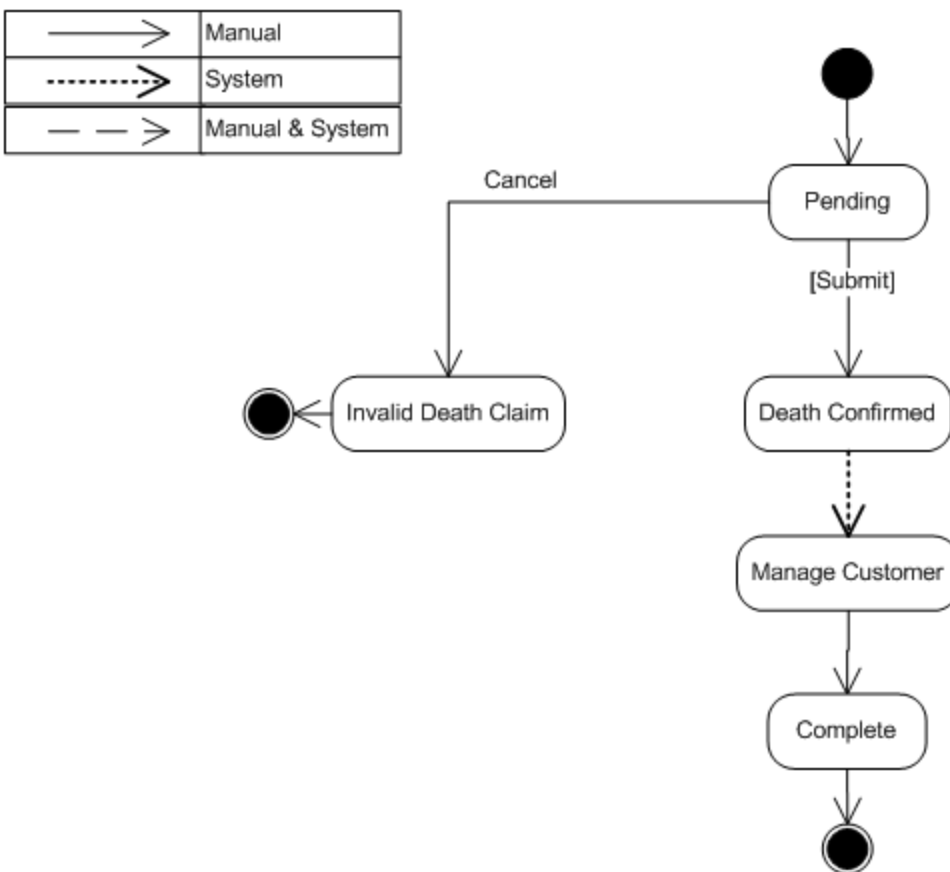 Manual
System
Manual & System
Cancel
Pending
[Submit]
Invalid Death Claim
Death Confirmed
Manage Customer
Complete